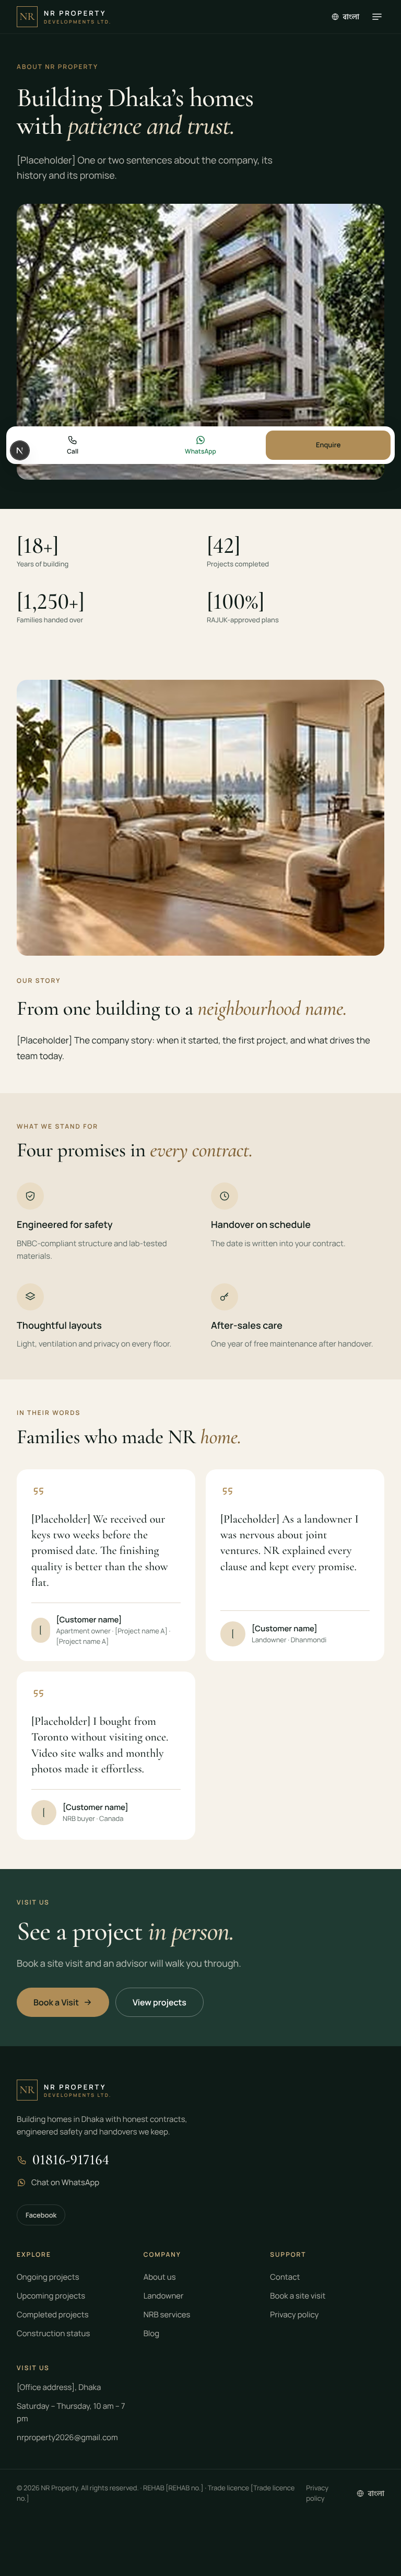 NR
NR PROPERTY
DEVELOPMENTS LTD.
বাংলা
ABOUT NR PROPERTY
Building Dhaka's homes
with patience and trust.
[Placeholder] One or two sentences about the company, its
history and its promise.
N
Call
WhatsApp
Enquire
[18+]
Years of building
[42]
Projects completed
[1,250+]
Families handed over
[100%]
RAJUK-approved plans
OUR STORY
From one building to a neighbourhood name.
[Placeholder] The company story: when it started, the first project, and what drives the
team today.
WHAT WE STAND FOR
Four promises in every contract.
Engineered for safety
BNBC-compliant structure and lab-tested
materials.
Handover on schedule
The date is written into your contract.
Thoughtful layouts
Light, ventilation and privacy on every floor.
After-sales care
One year of free maintenance after handover.
IN THEIR WORDS
Families who made NR home.
[Placeholder] We received our
keys two weeks before the
promised date. The finishing
quality is better than the show
flat.
[
[Customer name]
Apartment owner · [Project name A] ·
[Project name A]
[Placeholder] As a landowner I
was nervous about joint
ventures. NR explained every
clause and kept every promise.
[
[Customer name]
Landowner · Dhanmondi
[Placeholder] I bought from
Toronto without visiting once.
Video site walks and monthly
photos made it effortless.
[
[Customer name]
NRB buyer · Canada
VISIT US
See a project in person.
Book a site visit and an advisor will walk you through.
Book a Visit →
View projects
NR
NR PROPERTY
DEVELOPMENTS LTD.
Building homes in Dhaka with honest contracts,
engineered safety and handovers we keep.
01816-917164
Chat on WhatsApp
Facebook
EXPLORE
Ongoing projects
Upcoming projects
Completed projects
Construction status
COMPANY
About us
Landowner
NRB services
Blog
SUPPORT
Contact
Book a site visit
Privacy policy
VISIT US
[Office address], Dhaka
Saturday – Thursday, 10 am – 7
pm
nrproperty2026@gmail.com
© 2026 NR Property. All rights reserved. · REHAB [REHAB no.] · Trade licence [Trade licence
no.]
Privacy
policy
বাংলা